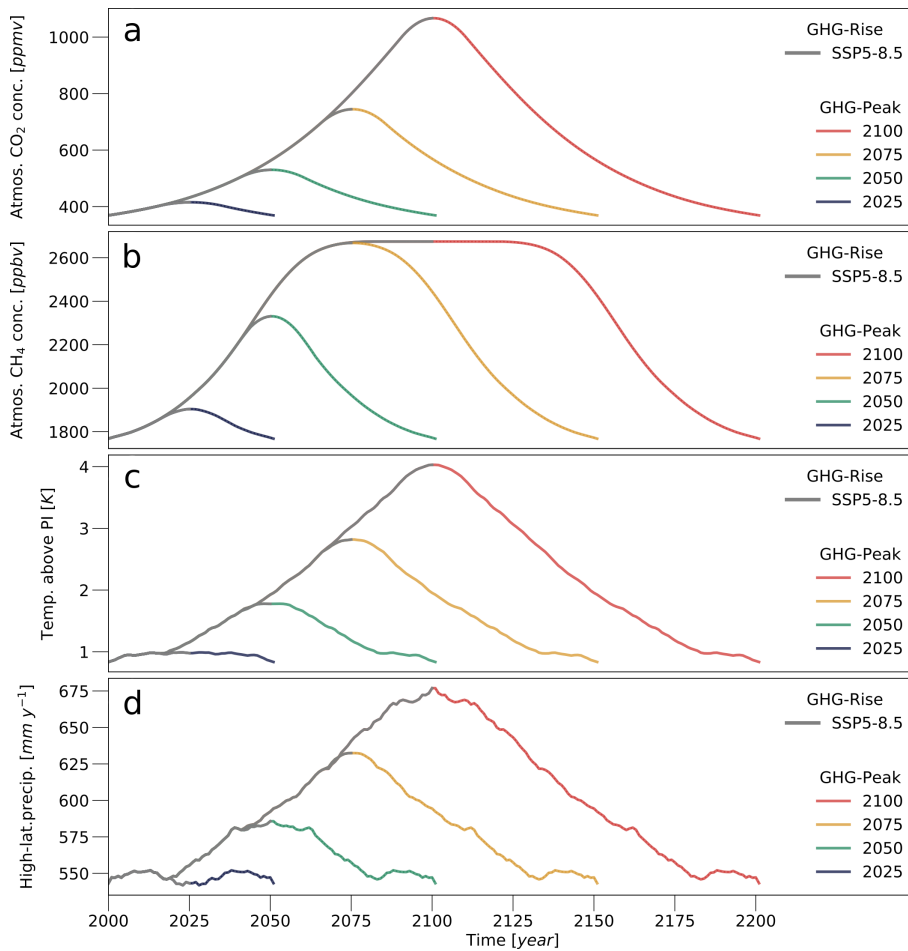 a
Atmos. CO₂ conc. [ppmv]
1000
800
600
400
GHG-Rise
SSP5-8.5
GHG-Peak
2100
2075
2050
2025
b
Atmos. CH₄ conc. [ppbv]
2600
2400
2200
2000
1800
GHG-Rise
SSP5-8.5
GHG-Peak
2100
2075
2050
2025
c
Temp. above PI [K]
4
3
2
1
GHG-Rise
SSP5-8.5
GHG-Peak
2100
2075
2050
2025
d
High-lat.precip. [mm y⁻¹]
675
650
625
600
575
550
GHG-Rise
SSP5-8.5
GHG-Peak
2100
2075
2050
2025
2000 2025 2050 2075 2100 2125 2150 2175 2200
Time [year]